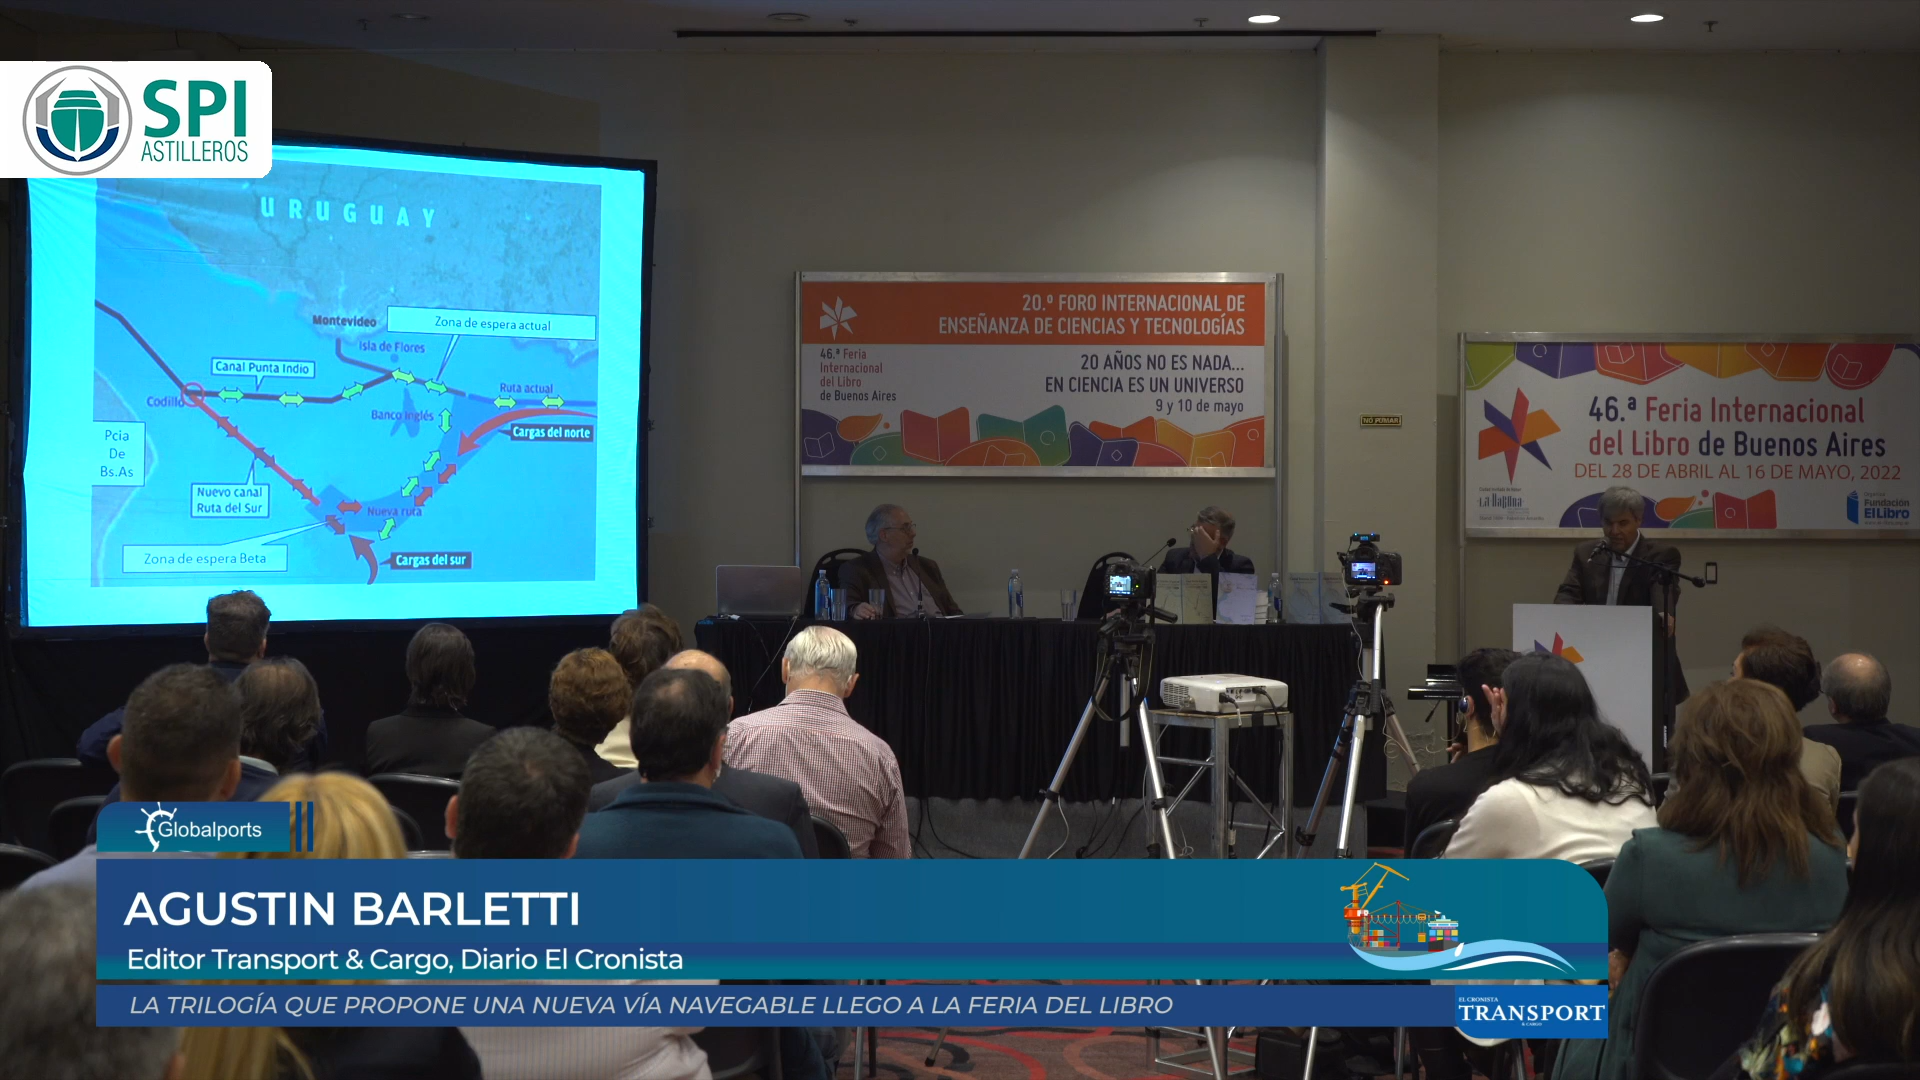 SPI
ASTILLEROS
URUGUAY
Montevideo
Zona de espera actual
Isla de Flores
Canal Punta Indio
Ruta actual
Codillo
Banco Inglés
Cargas del norte
Pcia
De
Bs.As
Nuevo canal
Ruta del Sur
Nueva ruta
Zona de espera Beta
Cargas del sur
20.º FORO INTERNACIONAL DE
ENSEÑANZA DE CIENCIAS Y TECNOLOGÍAS
46.ª Feria
Internacional
del Libro
de Buenos Aires
20 AÑOS NO ES NADA...
EN CIENCIA ES UN UNIVERSO
9 y 10 de mayo
NO FUMAR
46.ª Feria Internacional
del Libro de Buenos Aires
DEL 28 DE ABRIL AL 16 DE MAYO, 2022
LA HABANA
Fundación
El Libro
Globalports
AGUSTIN BARLETTI
Editor Transport & Cargo, Diario El Cronista
LA TRILOGÍA QUE PROPONE UNA NUEVA VÍA NAVEGABLE LLEGO A LA FERIA DEL LIBRO
EL CRONISTA
TRANSPORT
& CARGO